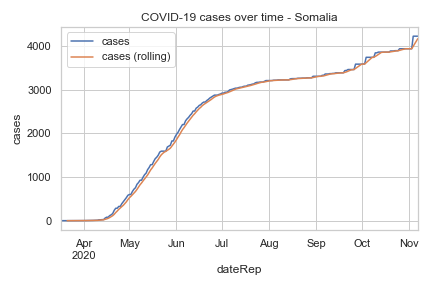 COVID-19 cases over time - Somalia
cases
cases (rolling)
4000
3000
2000
1000
0
cases
Apr
2020
May
Jun
Jul
Aug
Sep
Oct
Nov
dateRep